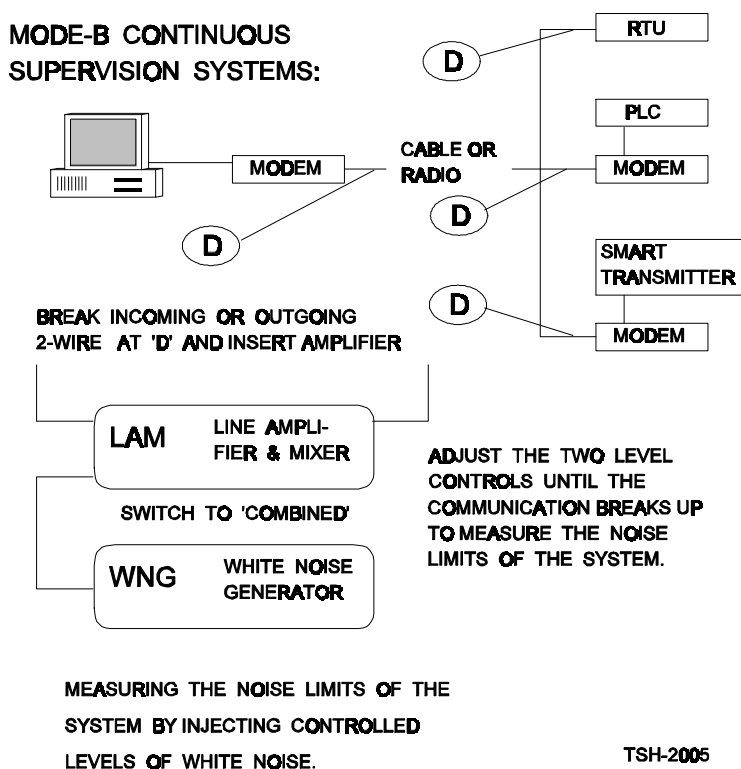 MODE-B CONTINUOUS
SUPERVISION SYSTEMS:
D
RTU
PLC
MODEM
CABLE OR
RADIO
MODEM
D
D
SMART
TRANSMITTER
D
MODEM
BREAK INCOMING OR OUTGOING
2-WIRE AT 'D' AND INSERT AMPLIFIER
LAM
LINE AMPLI-
FIER & MIXER
SWITCH TO 'COMBINED'
WNG
WHITE NOISE
GENERATOR
ADJUST THE TWO LEVEL
CONTROLS UNTIL THE
COMMUNICATION BREAKS UP
TO MEASURE THE NOISE
LIMITS OF THE SYSTEM.
MEASURING THE NOISE LIMITS OF THE
SYSTEM BY INJECTING CONTROLLED
LEVELS OF WHITE NOISE.
TSH-2005